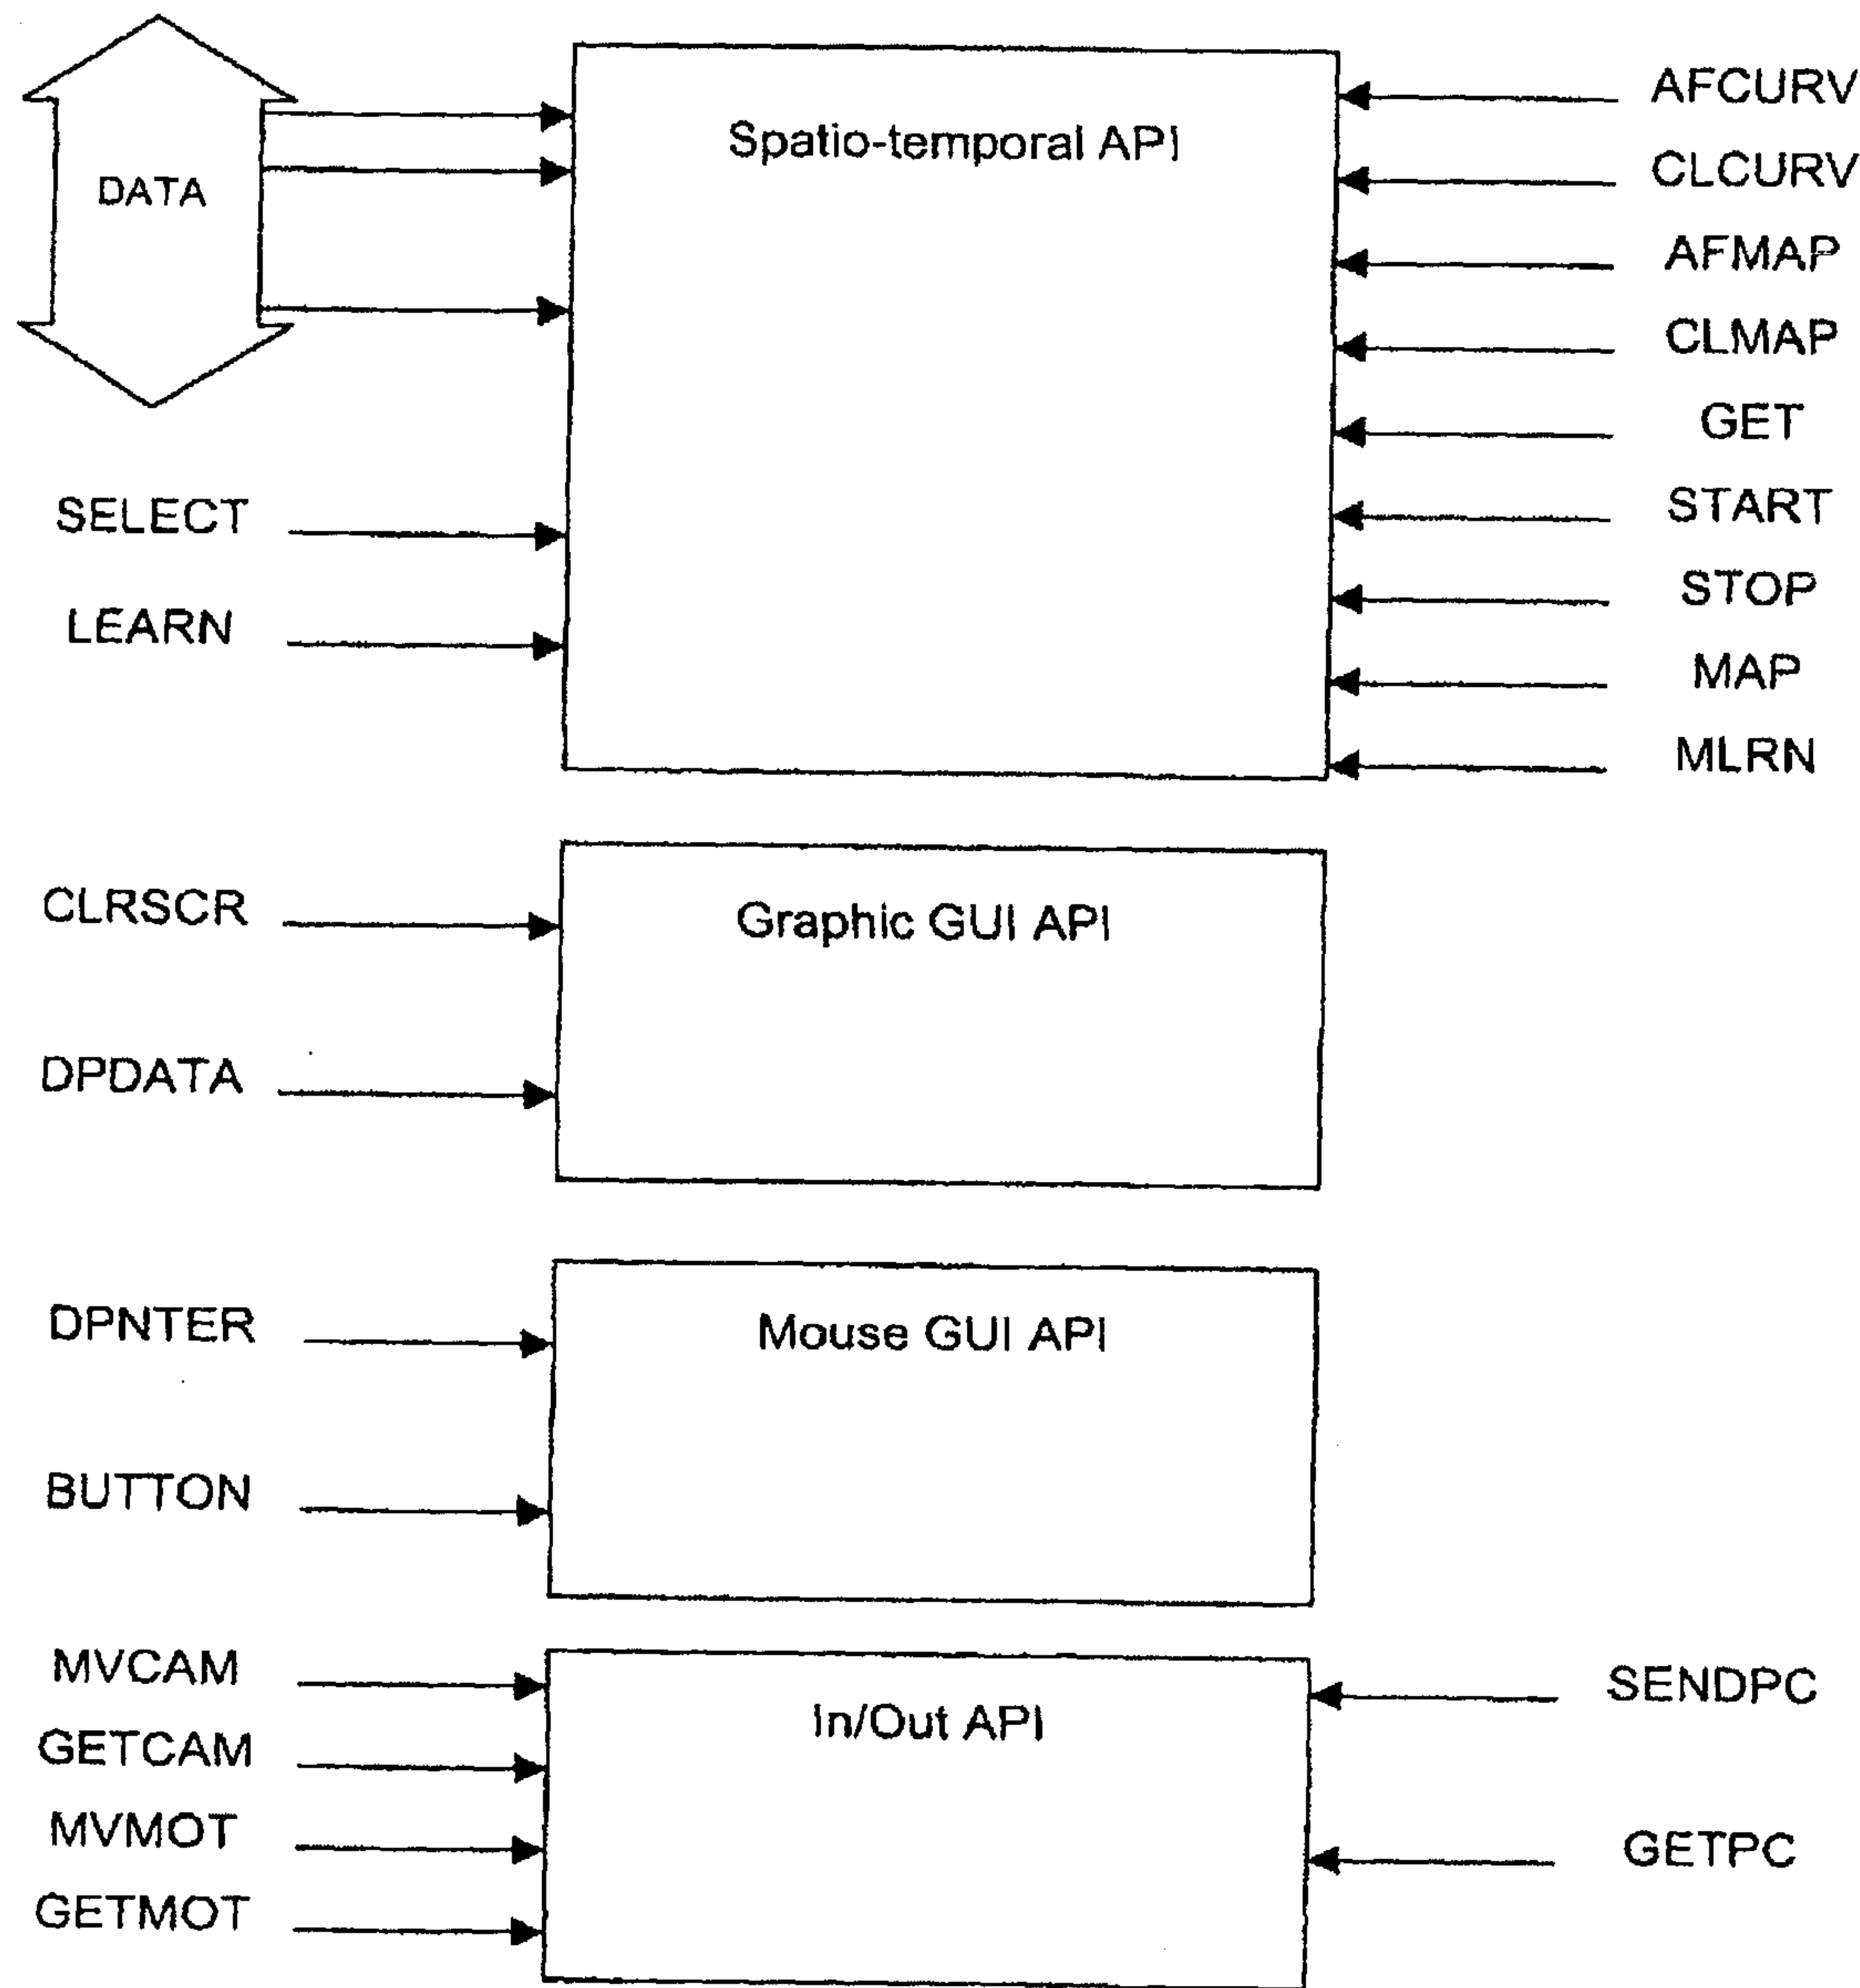 DATA
Spatio-temporal API
AFCURV
CLCURV
AFMAP
CLMAP
GET
SELECT
START
LEARN
STOP
MAP
MLRN
CLRSCR
Graphic GUI API
DPDATA
DPNTER
Mouse GUI API
BUTTON
MVCAM
In/Out API
SENDPC
GETCAM
MVMOT
GETPC
GETMOT